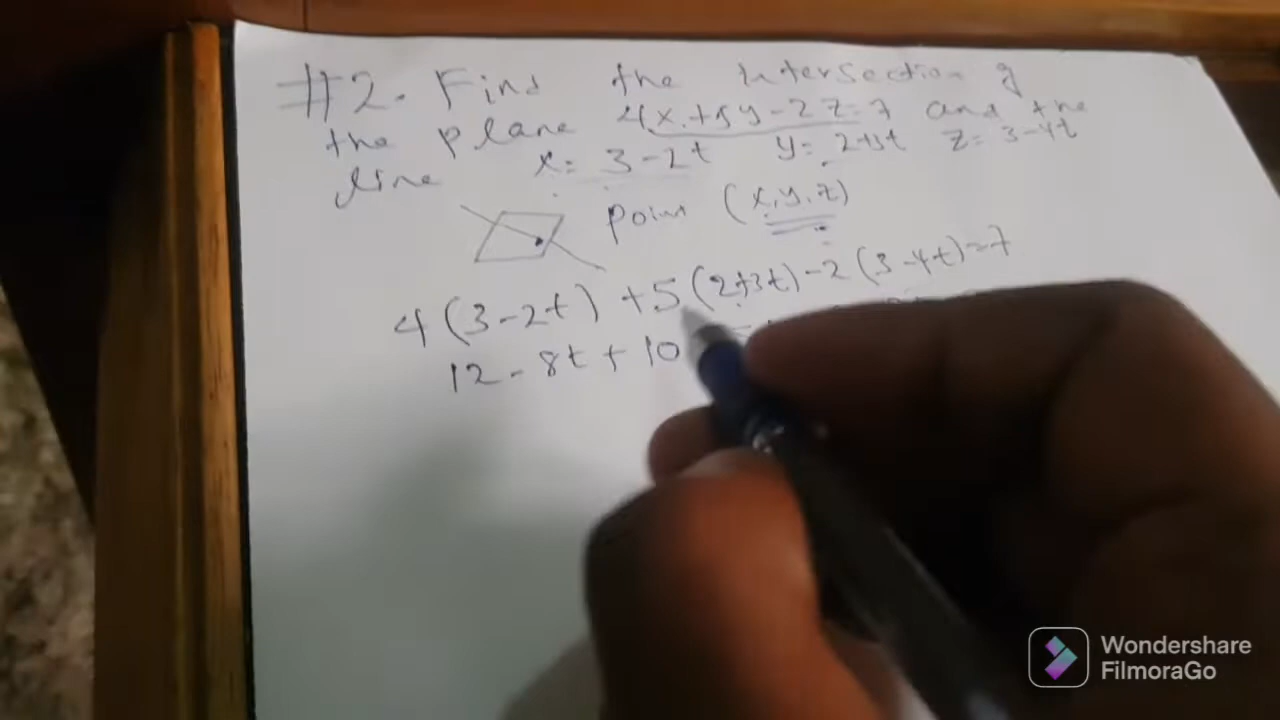 #2. Find the Intersection of
the plane 4x+5y-2z=7 and the
line x= 3-2t y= 2+3t z= 3-4t
point (x,y,z)
4(3-2t) +5(2+3t)-2(3-4t)=7
12-8t+10
Wondershare
FilmoraGo